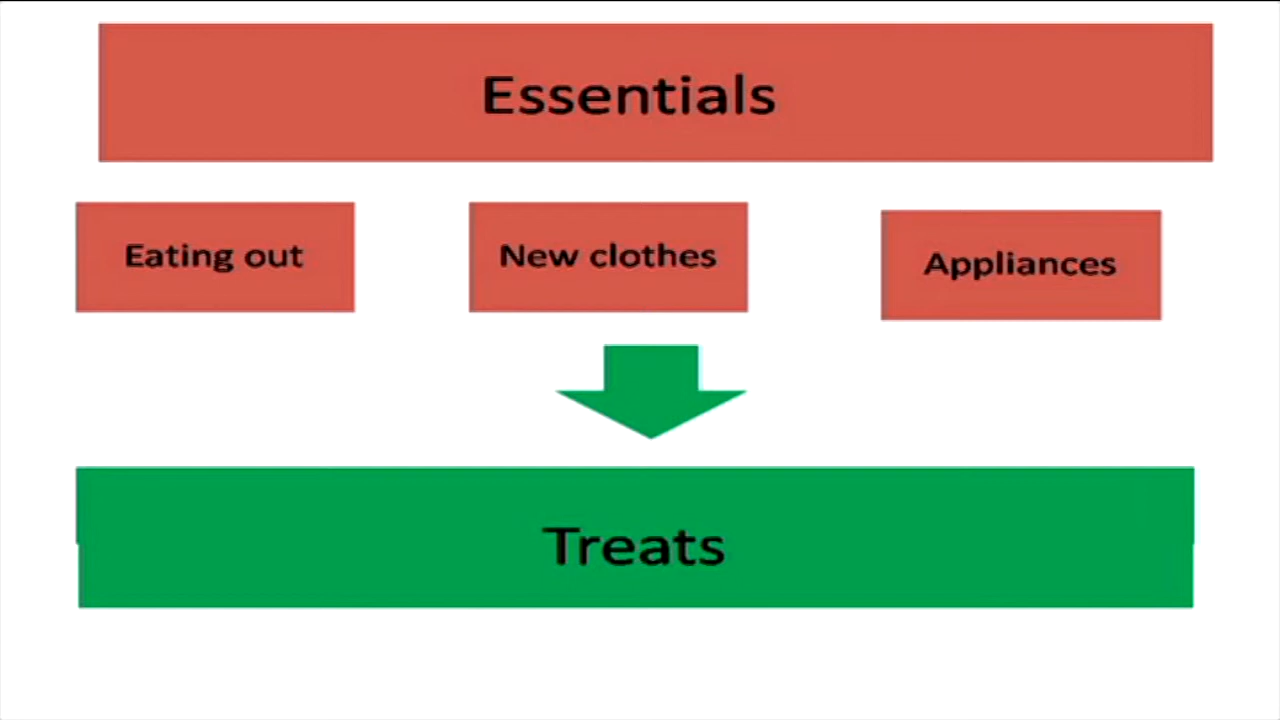 Essentials
Eating out
New clothes
Appliances
Treats